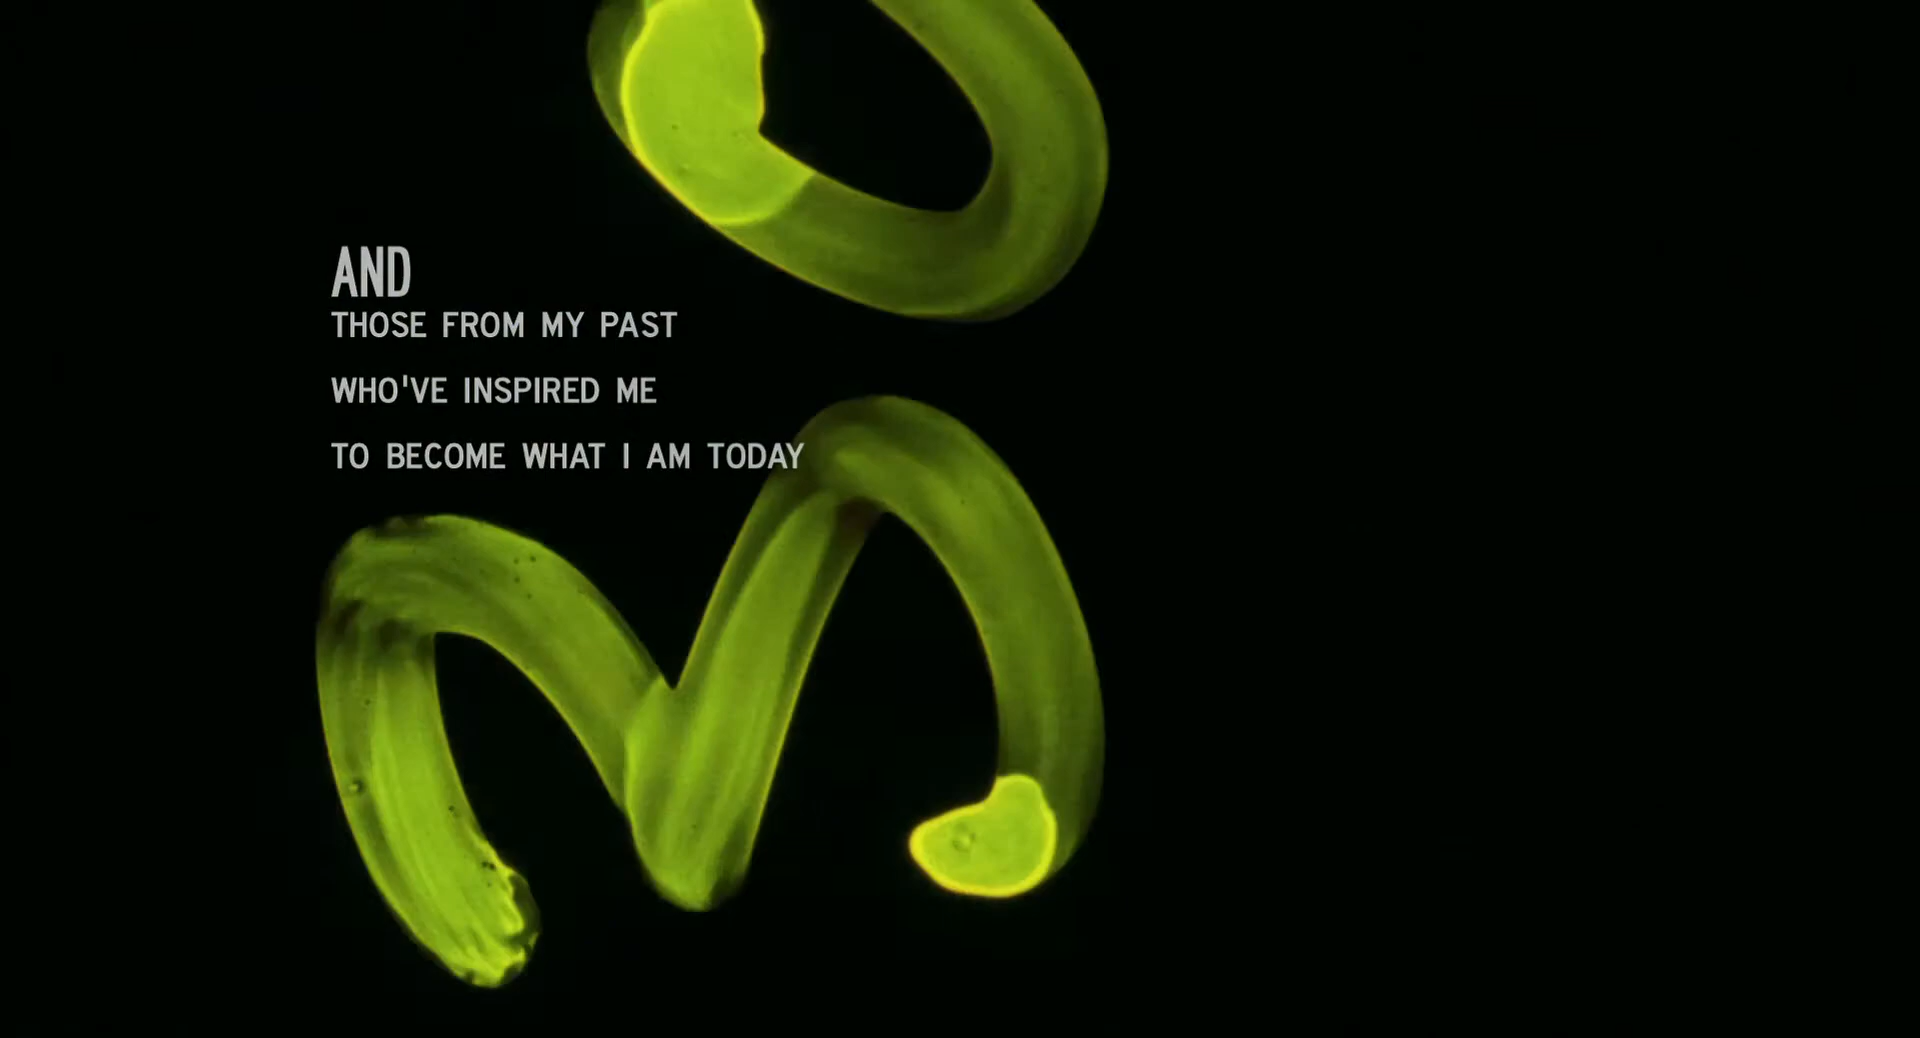 AND
THOSE FROM MY PAST
WHO'VE INSPIRED ME
TO BECOME WHAT I AM TODAY